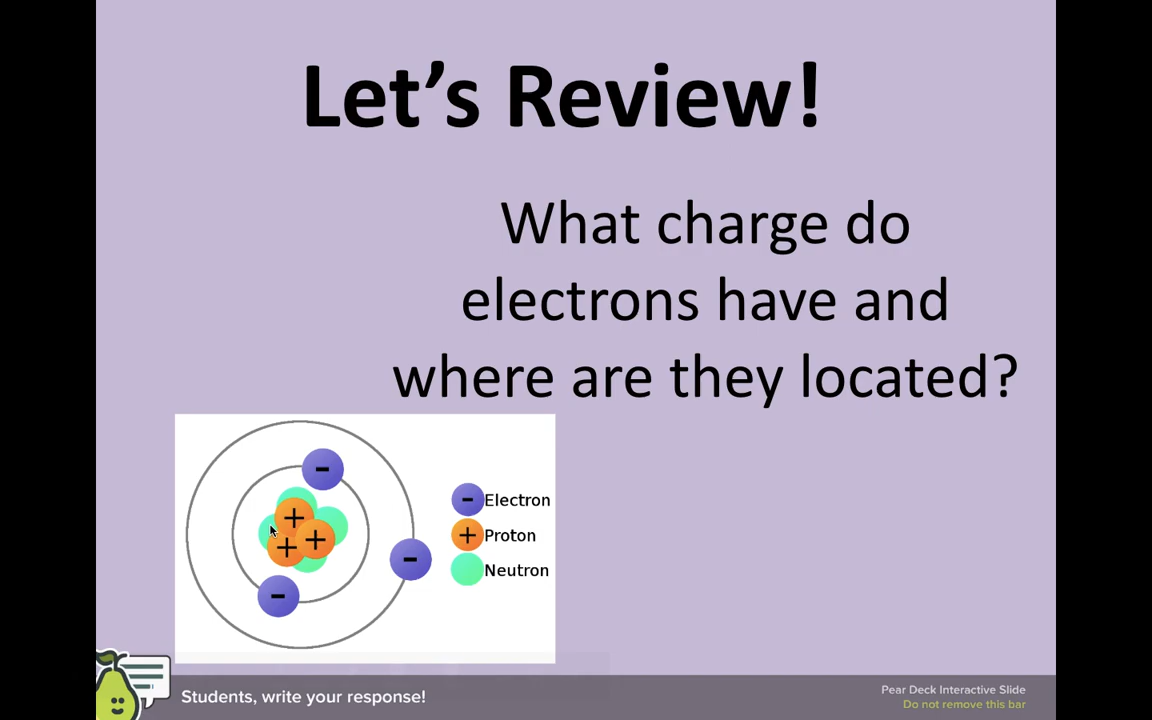 Let’s Review!
What charge do
electrons have and
where are they located?
-
-
-
+
+
+
- Electron
+ Proton
Neutron
Students, write your response!
Pear Deck Interactive Slide
Do not remove this bar